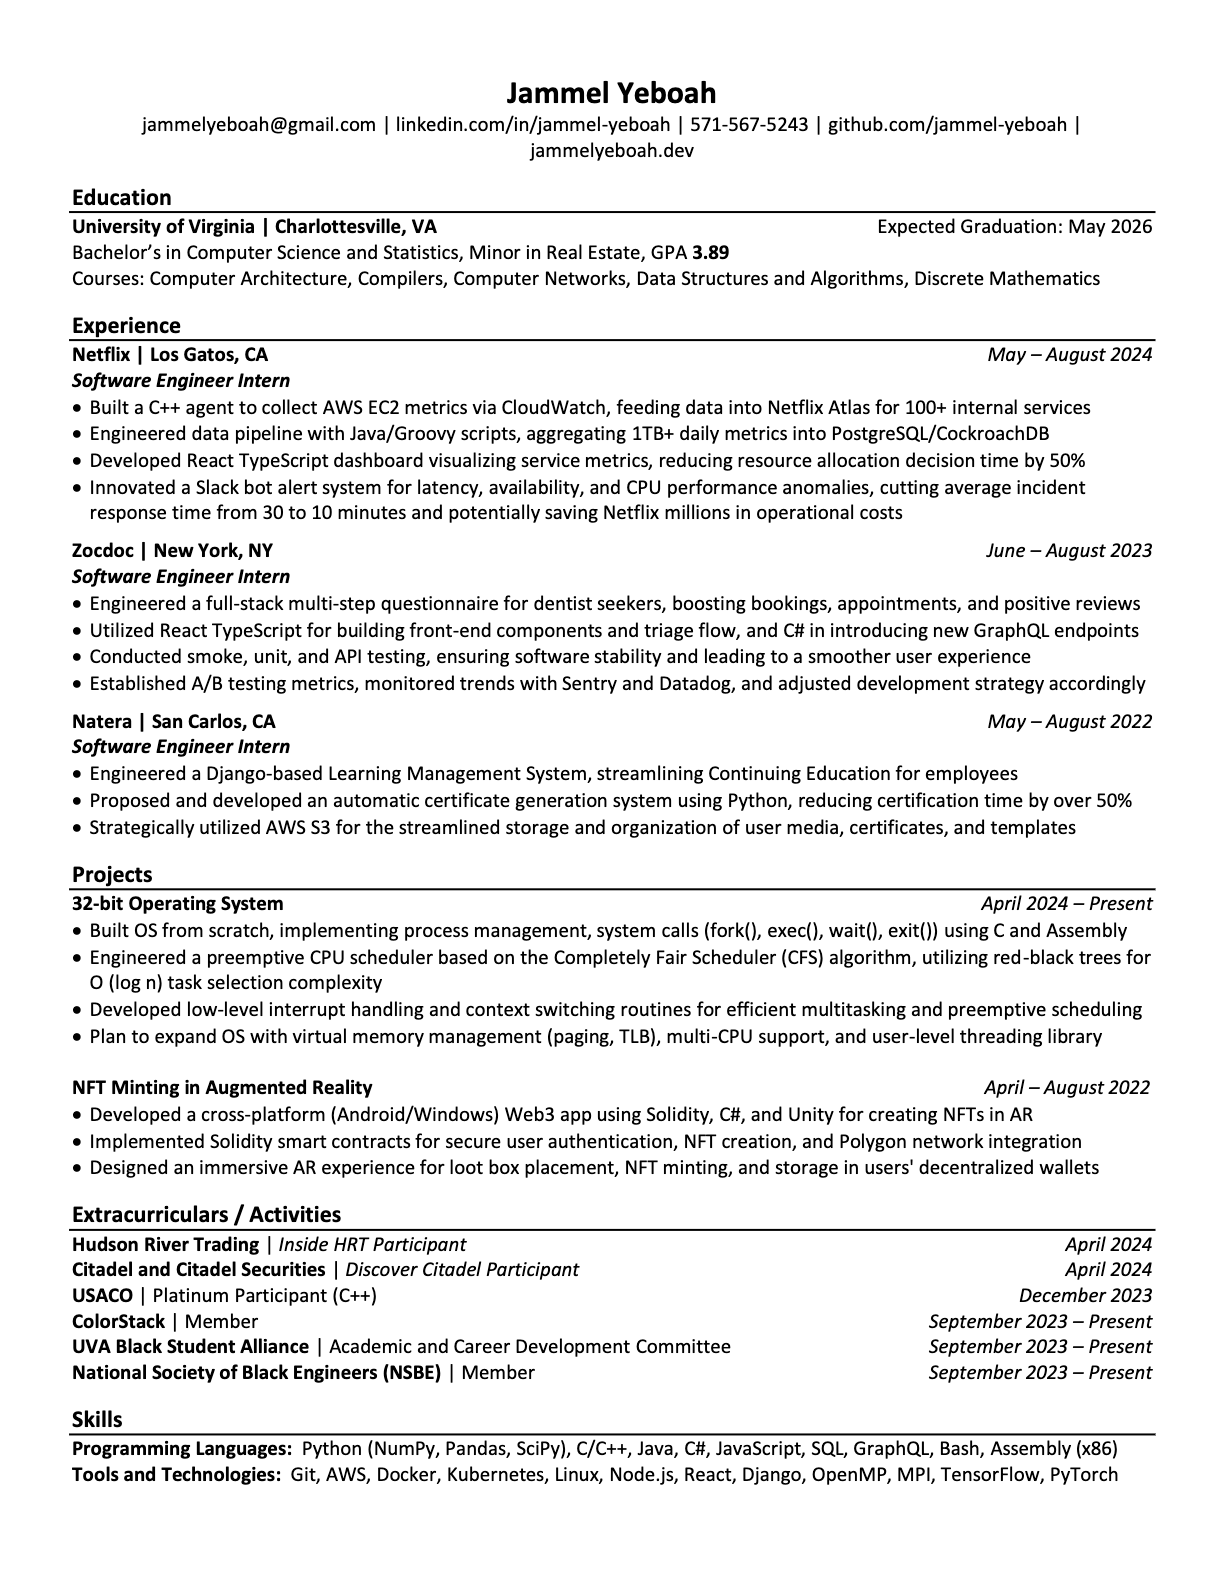 Jammel Yeboah
jammelyeboah@gmail.com | linkedin.com/in/jammel-yeboah | 571-567-5243 | github.com/jammel-yeboah |
jammelyeboah.dev
Education
University of Virginia | Charlottesville, VA Expected Graduation: May 2026
Bachelor’s in Computer Science and Statistics, Minor in Real Estate, GPA 3.89
Courses: Computer Architecture, Compilers, Computer Networks, Data Structures and Algorithms, Discrete Mathematics
Experience
Netflix | Los Gatos, CA May – August 2024
Software Engineer Intern
• Built a C++ agent to collect AWS EC2 metrics via CloudWatch, feeding data into Netflix Atlas for 100+ internal services
• Engineered data pipeline with Java/Groovy scripts, aggregating 1TB+ daily metrics into PostgreSQL/CockroachDB
• Developed React TypeScript dashboard visualizing service metrics, reducing resource allocation decision time by 50%
• Innovated a Slack bot alert system for latency, availability, and CPU performance anomalies, cutting average incident
response time from 30 to 10 minutes and potentially saving Netflix millions in operational costs
Zocdoc | New York, NY June – August 2023
Software Engineer Intern
• Engineered a full-stack multi-step questionnaire for dentist seekers, boosting bookings, appointments, and positive reviews
• Utilized React TypeScript for building front-end components and triage flow, and C# in introducing new GraphQL endpoints
• Conducted smoke, unit, and API testing, ensuring software stability and leading to a smoother user experience
• Established A/B testing metrics, monitored trends with Sentry and Datadog, and adjusted development strategy accordingly
Natera | San Carlos, CA May – August 2022
Software Engineer Intern
• Engineered a Django-based Learning Management System, streamlining Continuing Education for employees
• Proposed and developed an automatic certificate generation system using Python, reducing certification time by over 50%
• Strategically utilized AWS S3 for the streamlined storage and organization of user media, certificates, and templates
Projects
32-bit Operating System April 2024 – Present
• Built OS from scratch, implementing process management, system calls (fork(), exec(), wait(), exit()) using C and Assembly
• Engineered a preemptive CPU scheduler based on the Completely Fair Scheduler (CFS) algorithm, utilizing red-black trees for
O (log n) task selection complexity
• Developed low-level interrupt handling and context switching routines for efficient multitasking and preemptive scheduling
• Plan to expand OS with virtual memory management (paging, TLB), multi-CPU support, and user-level threading library
NFT Minting in Augmented Reality April – August 2022
• Developed a cross-platform (Android/Windows) Web3 app using Solidity, C#, and Unity for creating NFTs in AR
• Implemented Solidity smart contracts for secure user authentication, NFT creation, and Polygon network integration
• Designed an immersive AR experience for loot box placement, NFT minting, and storage in users' decentralized wallets
Extracurriculars / Activities
Hudson River Trading | Inside HRT Participant April 2024
Citadel and Citadel Securities | Discover Citadel Participant April 2024
USACO | Platinum Participant (C++) December 2023
ColorStack | Member September 2023 – Present
UVA Black Student Alliance | Academic and Career Development Committee September 2023 – Present
National Society of Black Engineers (NSBE) | Member September 2023 – Present
Skills
Programming Languages: Python (NumPy, Pandas, SciPy), C/C++, Java, C#, JavaScript, SQL, GraphQL, Bash, Assembly (x86)
Tools and Technologies: Git, AWS, Docker, Kubernetes, Linux, Node.js, React, Django, OpenMP, MPI, TensorFlow, PyTorch